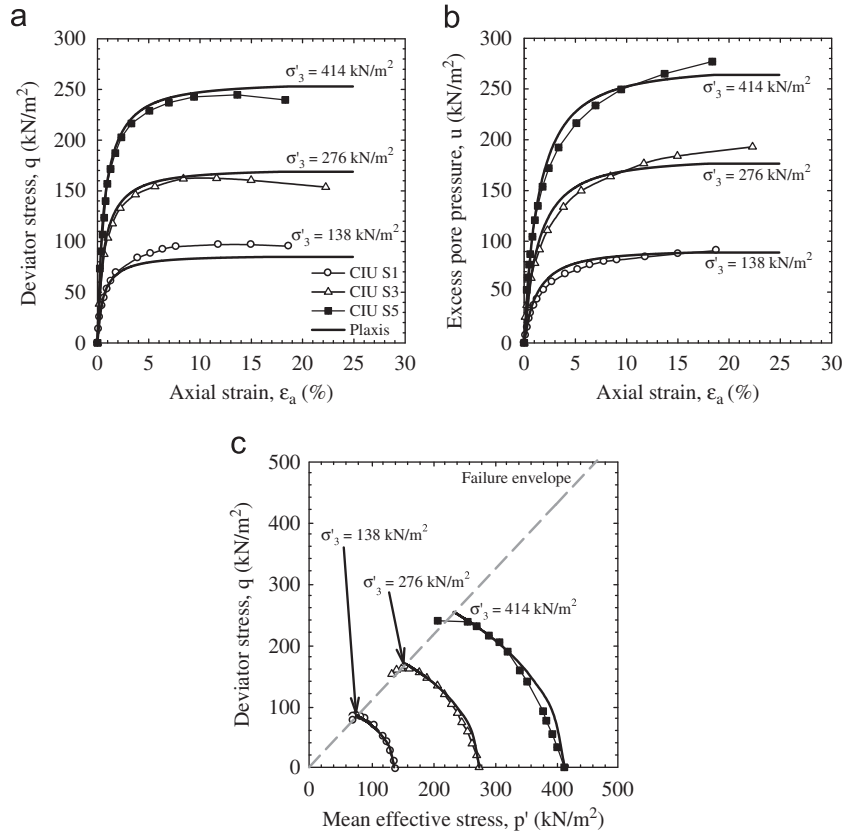 a
300
250
200
150
100
50
0
Deviator stress, q (kN/m²)
σ'₃ = 414 kN/m²
σ'₃ = 276 kN/m²
σ'₃ = 138 kN/m²
CIU S1
CIU S3
CIU S5
Plaxis
0 5 10 15 20 25 30
Axial strain, εₐ (%)
b
300
250
200
150
100
50
0
Excess pore pressure, u (kN/m²)
σ'₃ = 414 kN/m²
σ'₃ = 276 kN/m²
σ'₃ = 138 kN/m²
0 5 10 15 20 25 30
Axial strain, εₐ (%)
c
500
400
300
200
100
0
Deviator stress, q (kN/m²)
Failure envelope
σ'₃ = 138 kN/m²
σ'₃ = 276 kN/m²
σ'₃ = 414 kN/m²
0 100 200 300 400 500
Mean effective stress, p' (kN/m²)